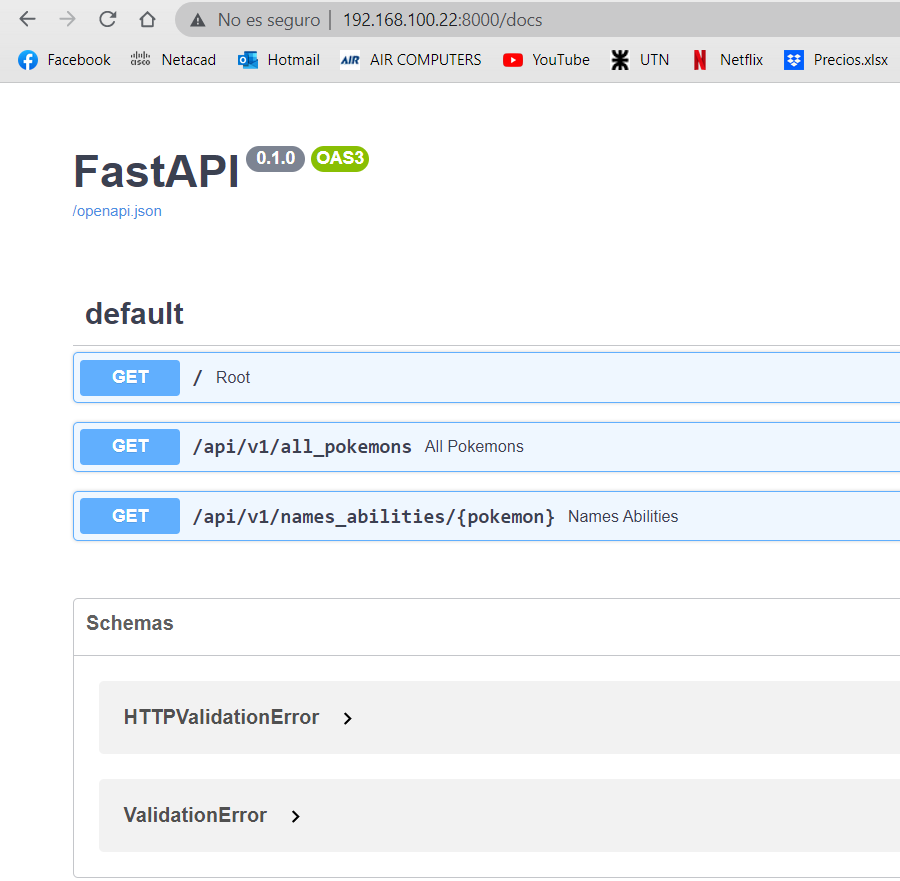 No es seguro | 192.168.100.22:8000/docs
Facebook Netacad Hotmail AIR AIR COMPUTERS YouTube UTN Netflix Precios.xlsx
FastAPI 0.1.0 OAS3
/openapi.json
default
GET / Root
GET /api/v1/all_pokemons All Pokemons
GET /api/v1/names_abilities/{pokemon} Names Abilities
Schemas
HTTPValidationError
ValidationError